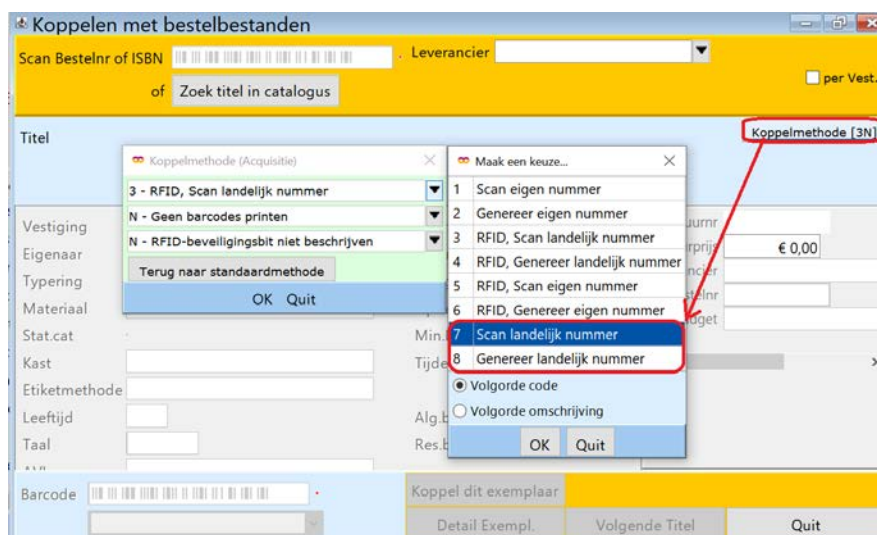 Koppelen met bestelbestanden
Scan Bestelnr of ISBN
Leverancier
of Zoek titel in catalogus
per Vest.
Titel
Koppelmethode [3N]
Koppelmethode (Acquisitie)
3 - RFID, Scan landelijk nummer
N - Geen barcodes printen
N - RFID-beveiligingsbit niet beschrijven
Terug naar standaardmethode
OK Quit
Maak een keuze...
1 Scan eigen nummer
2 Genereer eigen nummer
3 RFID, Scan landelijk nummer
4 RFID, Genereer landelijk nummer
5 RFID, Scan eigen nummer
6 RFID, Genereer eigen nummer
7 Scan landelijk nummer
8 Genereer landelijk nummer
Volgorde code
Volgorde omschrijving
OK Quit
Vestiging
Eigenaar
€ 0,00
Typering
Materiaal
Stat.cat
Kast
Etiketmethode
Leeftijd
Taal
Barcode
Koppel dit exemplaar
Detail Exempl. Volgende Titel Quit